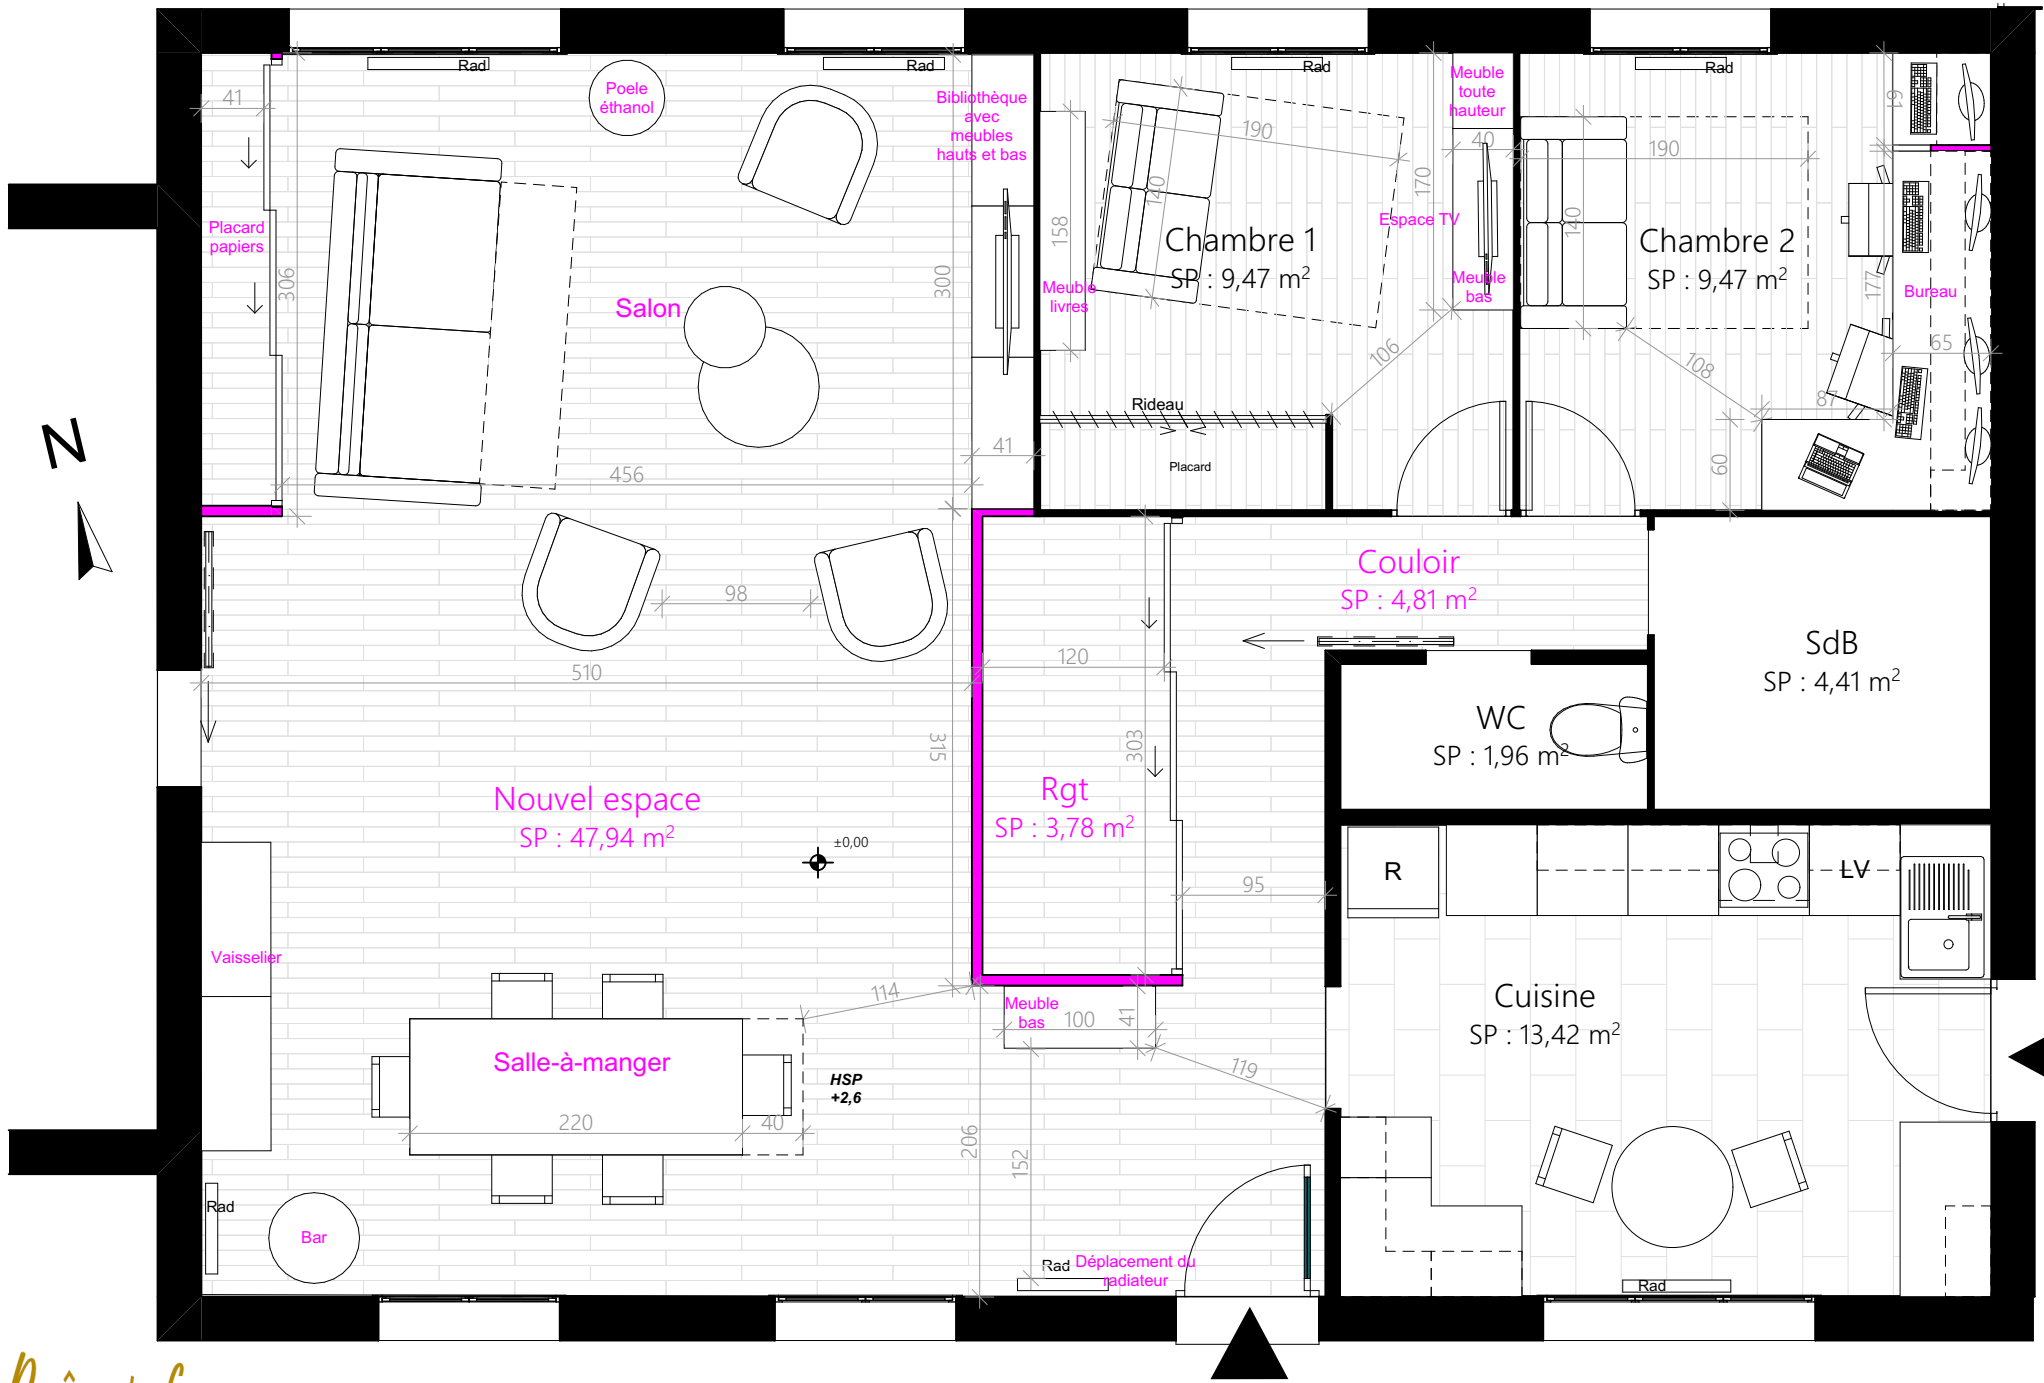 Rad
Rad
Rad
Rad
41
Poele
éthanol
Bibliothèque
avec
meubles
hauts et bas
Meuble
toute
hauteur
61
190
40
190
140
170
140
158
Placard
papiers
306
300
Salon
Espace TV
Chambre 1
SP : 9,47 m²
Chambre 2
SP : 9,47 m²
Meuble
livres
Meuble
bas
177
Bureau
106
108
65
87
Rideau
Placard
41
456
60
N
98
Couloir
SP : 4,81 m²
510
120
SdB
SP : 4,41 m²
315
303
WC
SP : 1,96 m²
Nouvel espace
SP : 47,94 m²
±0,00
Rgt
SP : 3,78 m²
95
R
LV
Vaisselier
114
Meuble
bas
100
41
Cuisine
SP : 13,42 m²
Salle-à-manger
HSP
+2,6
119
220
40
206
152
Rad
Bar
Rad
Déplacement du
radiateur
Rad